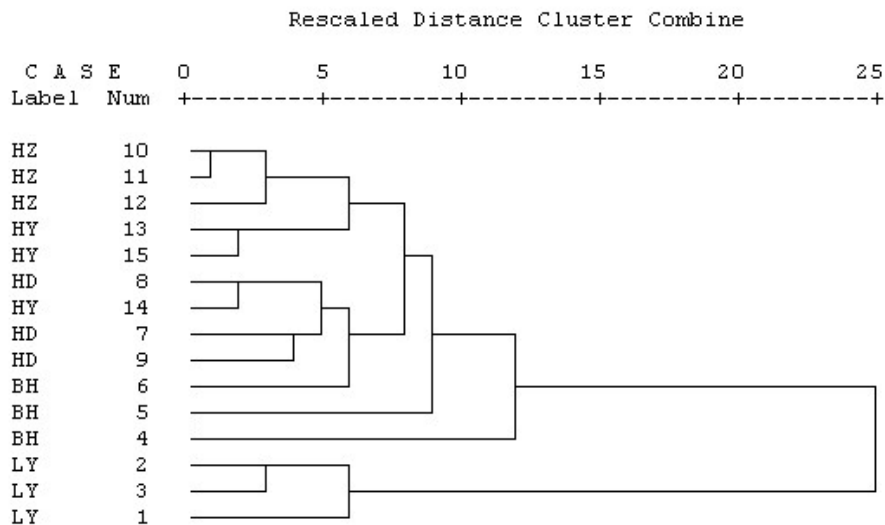 Rescaled Distance Cluster Combine
C A S E 0 5 10 15 20 25
Label Num +---------+---------+---------+---------+---------+
HZ 10
HZ 11
HZ 12
HY 13
HY 15
HD 8
HY 14
HD 7
HD 9
BH 6
BH 5
BH 4
LY 2
LY 3
LY 1